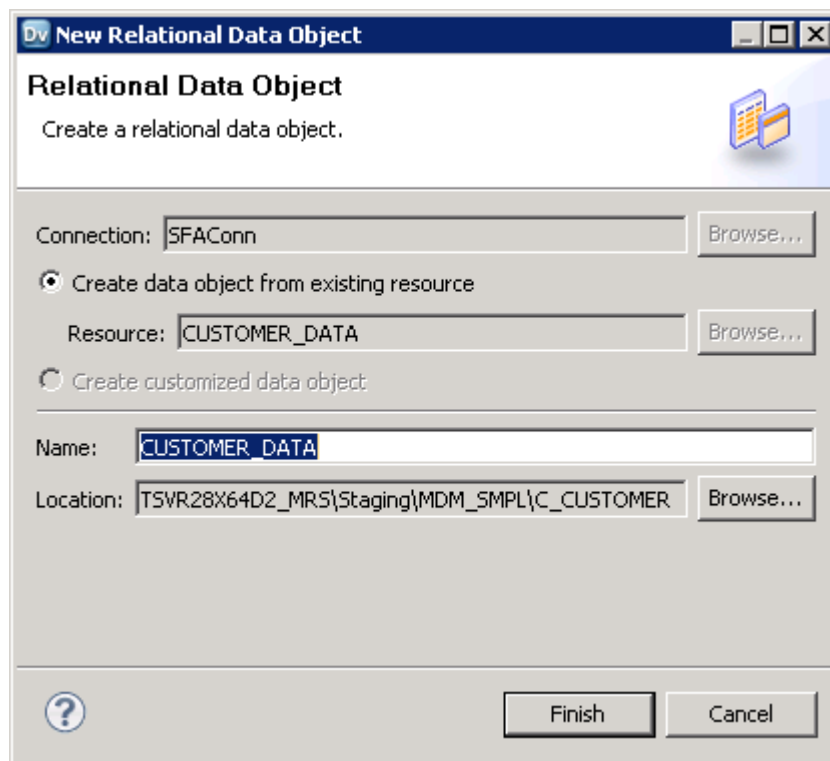 Dv New Relational Data Object
Relational Data Object
Create a relational data object.
Connection: SFAConn Browse...
Create data object from existing resource
Resource: CUSTOMER_DATA Browse...
Create customized data object
Name: CUSTOMER_DATA
Location: TSVR28X64D2_MRS\Staging\MDM_SMPL\C_CUSTOMER Browse...
? Finish Cancel